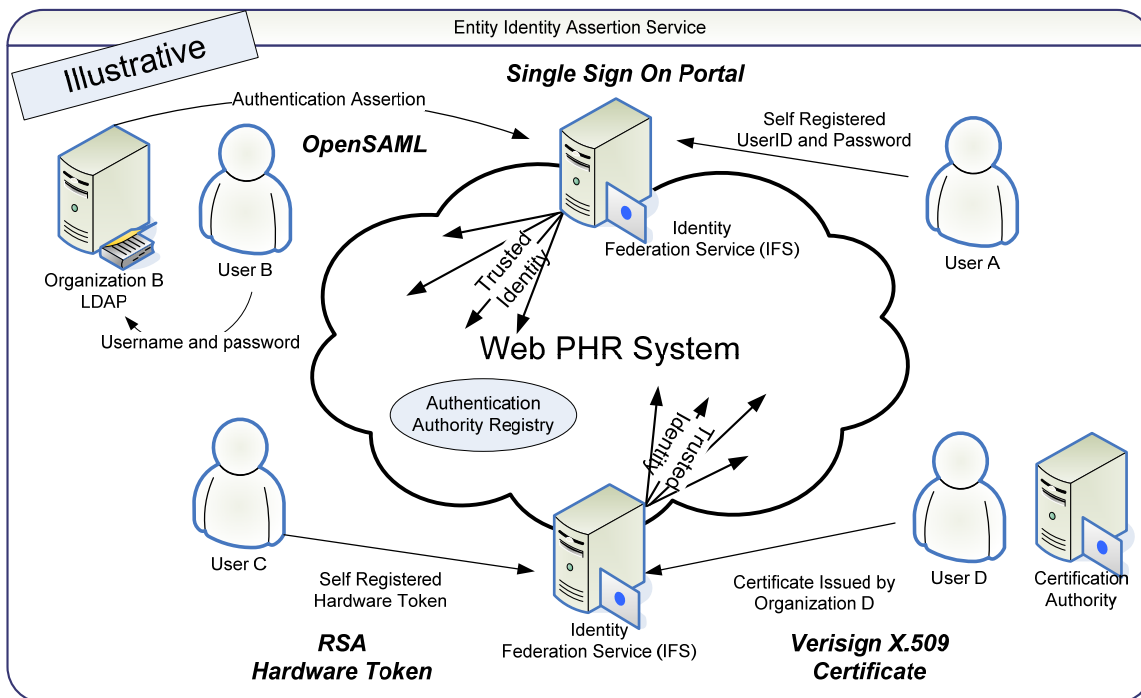 Entity Identity Assertion Service
Illustrative
Single Sign On Portal
Authentication Assertion
OpenSAML
Self Registered
UserID and Password
User B
Organization B
LDAP
Username and password
Identity
Federation Service (IFS)
User A
Trusted
Identity
Web PHR System
Authentication
Authority Registry
Trusted
Identity
User C
Self Registered
Hardware Token
RSA
Hardware Token
Identity
Federation Service (IFS)
Certificate Issued by
Organization D
User D
Certification
Authority
Verisign X.509
Certificate